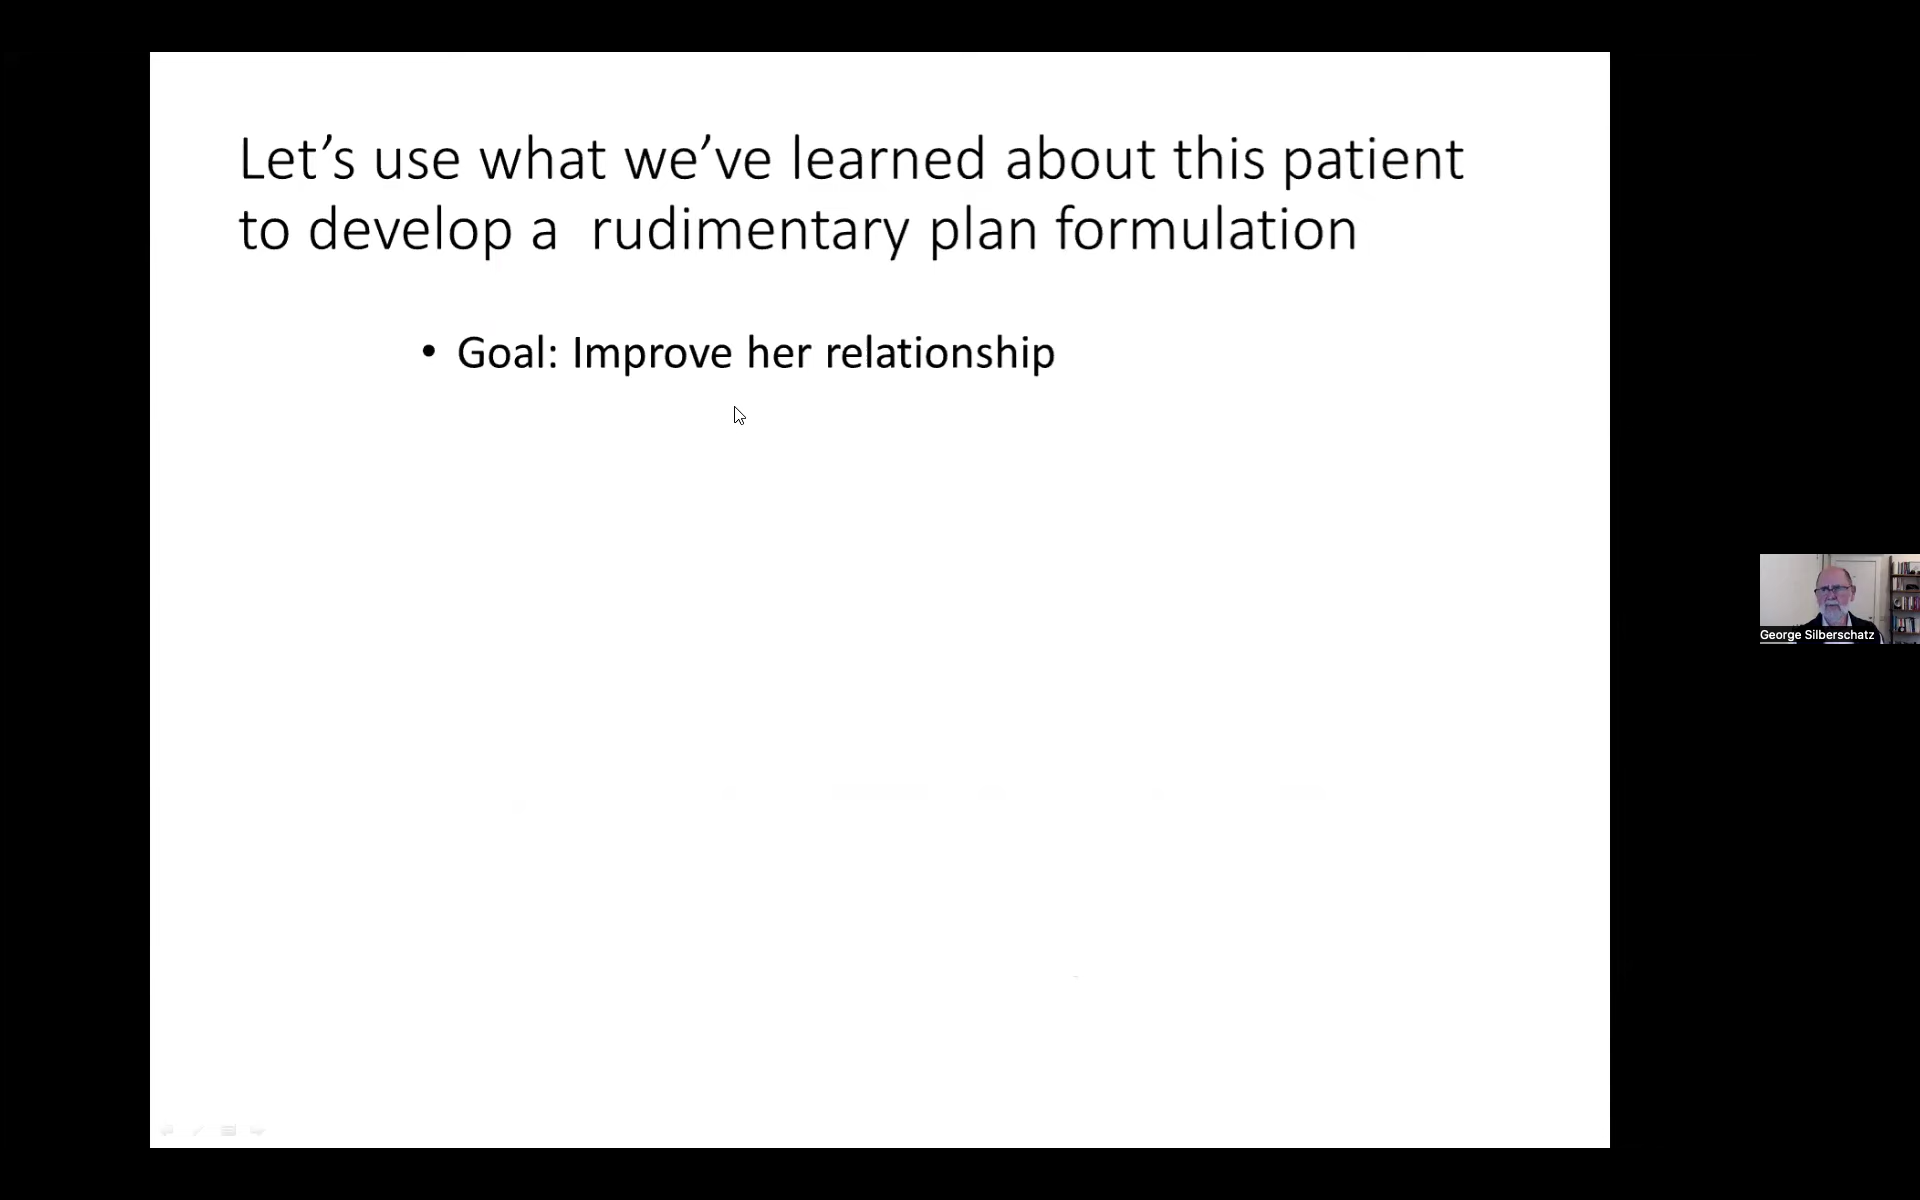 Let’s use what we’ve learned about this patient
to develop a  rudimentary plan formulation
• Goal: Improve her relationship
George Silberschatz